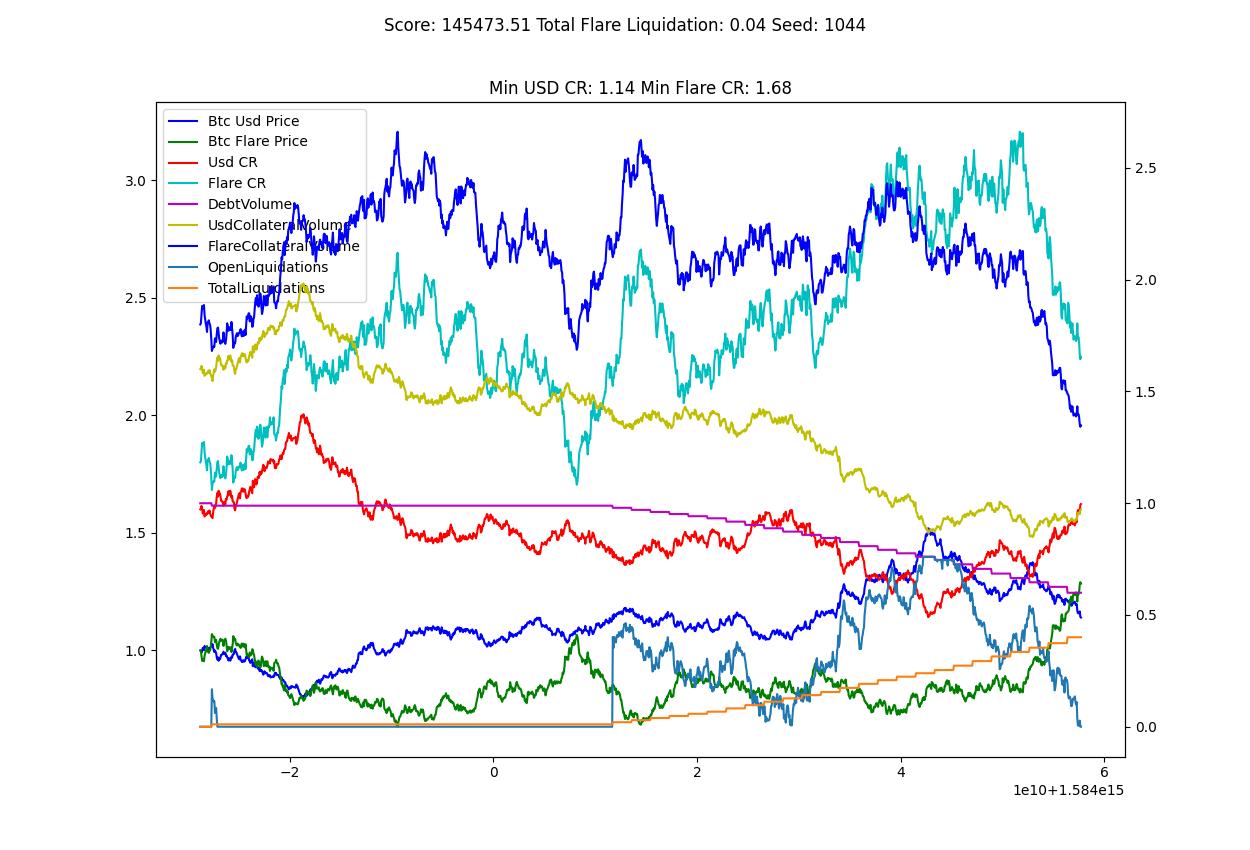 Score: 145473.51 Total Flare Liquidation: 0.04 Seed: 1044
Min USD CR: 1.14 Min Flare CR: 1.68
Btc Usd Price
Btc Flare Price
Usd CR
Flare CR
DebtVolume
UsdCollateralVolume
FlareCollateralVolume
OpenLiquidations
TotalLiquidations
3.0
2.5
2.0
1.5
1.0
2.5
2.0
1.5
1.0
0.5
0.0
−2
0
2
4
6
1e10+1.584e15